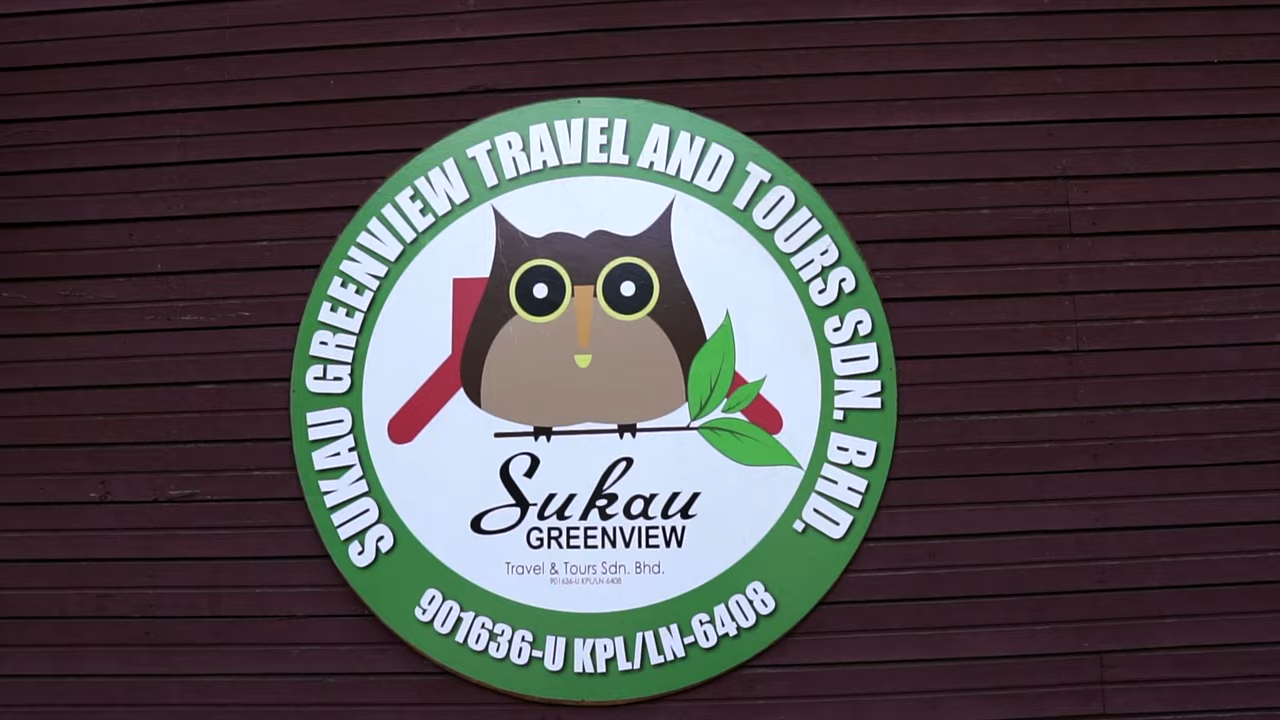 SUKAU GREENVIEW TRAVEL AND TOURS SDN. BHD.
Sukau
GREENVIEW
Travel & Tours Sdn. Bhd.
901636-U KPL/LN-6408
901636-U KPL/LN-6408